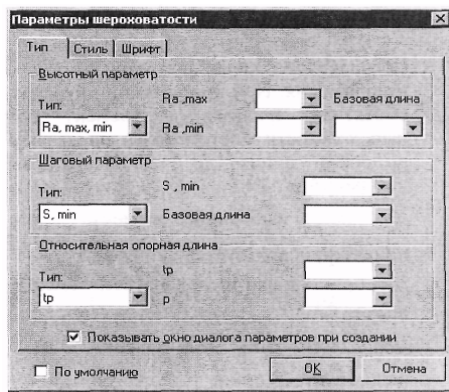 Параметры шероховатости
Тип Стиль Шрифт
Высотный параметр
Тип: Ra ,max Базовая длина
Ra, max, min Ra ,min
Шаговый параметр
Тип: S , min
S, min Базовая длина
Относительная опорная длина
Тип: tp
tp p
Показывать окно диалога параметров при создании
По умолчанию OK Отмена